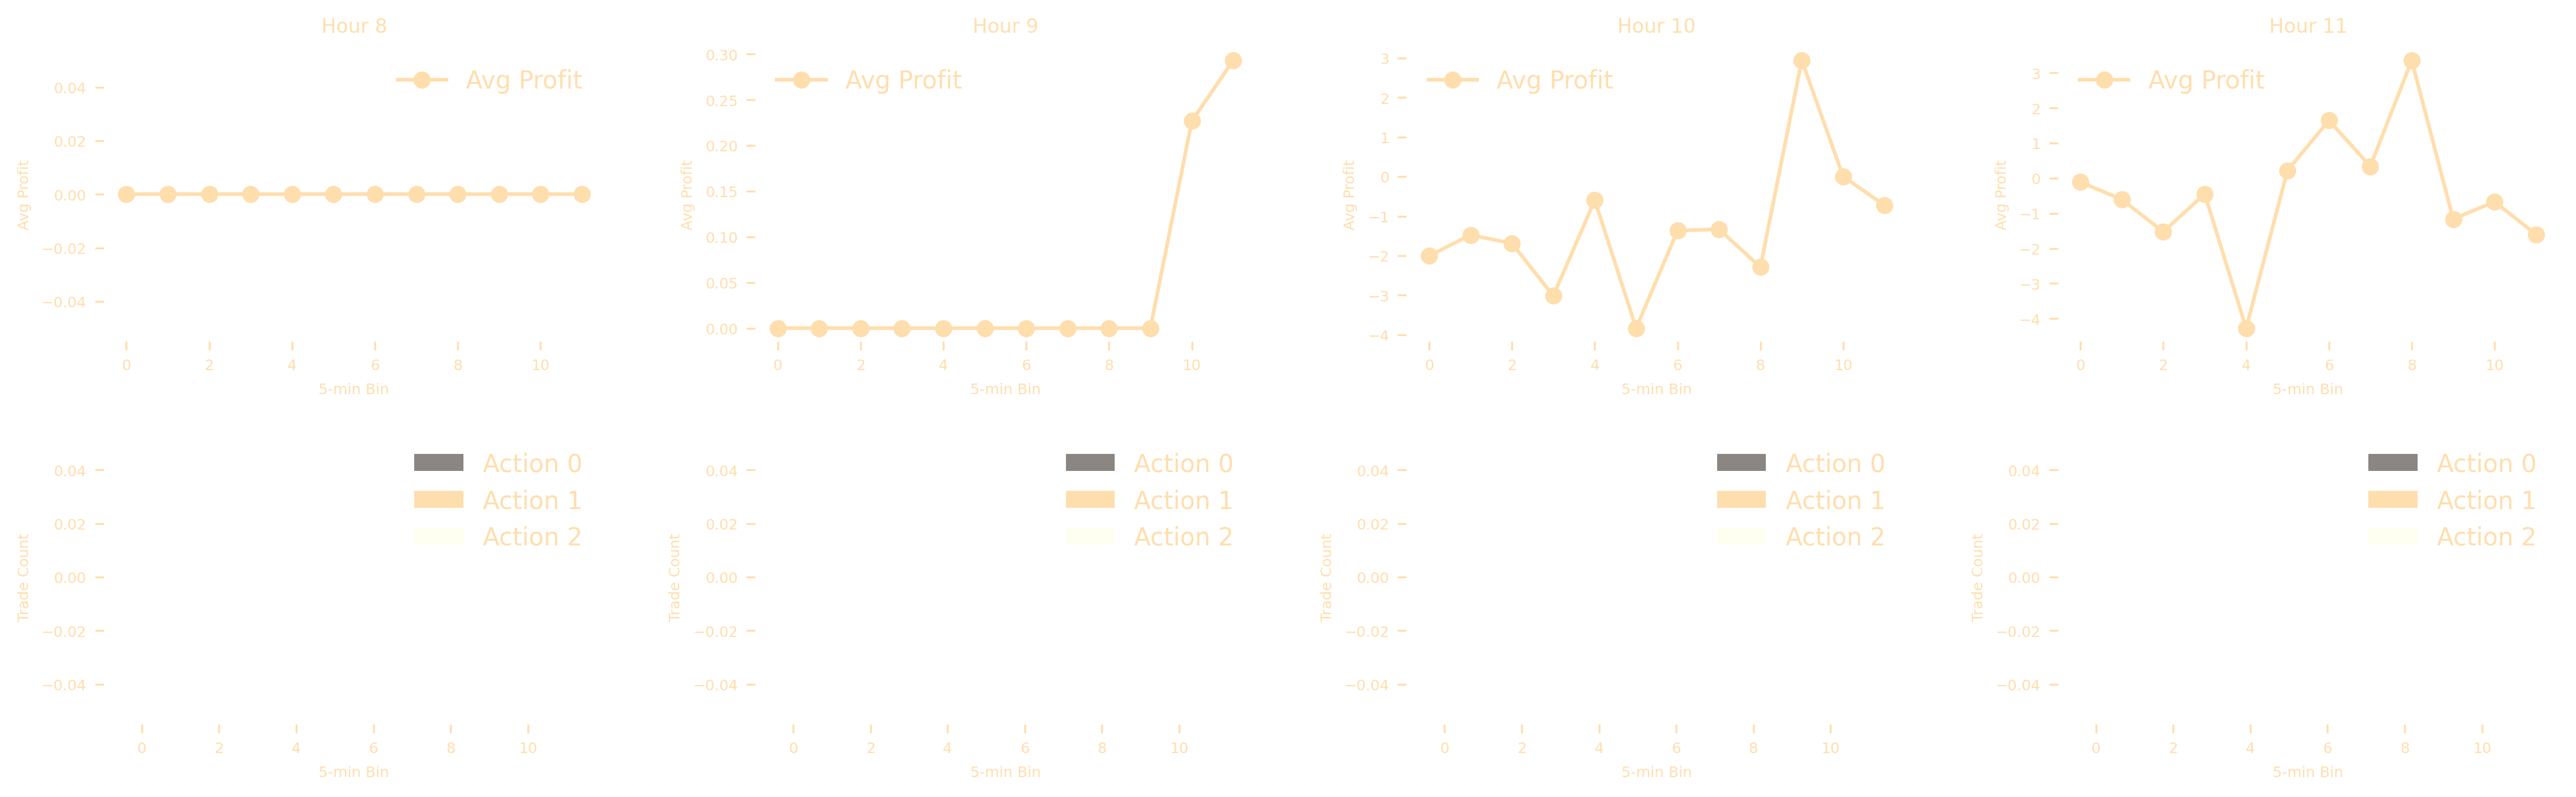 Hour 8
Avg Profit
0.04
0.02
0.00
−0.02
−0.04
Avg Profit
0 2 4 6 8 10
5-min Bin
Hour 9
Avg Profit
0.30
0.25
0.20
0.15
0.10
0.05
0.00
Avg Profit
0 2 4 6 8 10
5-min Bin
Hour 10
Avg Profit
3
2
1
0
−1
−2
−3
−4
Avg Profit
0 2 4 6 8 10
5-min Bin
Hour 11
Avg Profit
3
2
1
0
−1
−2
−3
−4
Avg Profit
0 2 4 6 8 10
5-min Bin
Action 0
Action 1
Action 2
0.04
0.02
0.00
−0.02
−0.04
Trade Count
0 2 4 6 8 10
5-min Bin
Action 0
Action 1
Action 2
0.04
0.02
0.00
−0.02
−0.04
Trade Count
0 2 4 6 8 10
5-min Bin
Action 0
Action 1
Action 2
0.04
0.02
0.00
−0.02
−0.04
Trade Count
0 2 4 6 8 10
5-min Bin
Action 0
Action 1
Action 2
0.04
0.02
0.00
−0.02
−0.04
Trade Count
0 2 4 6 8 10
5-min Bin